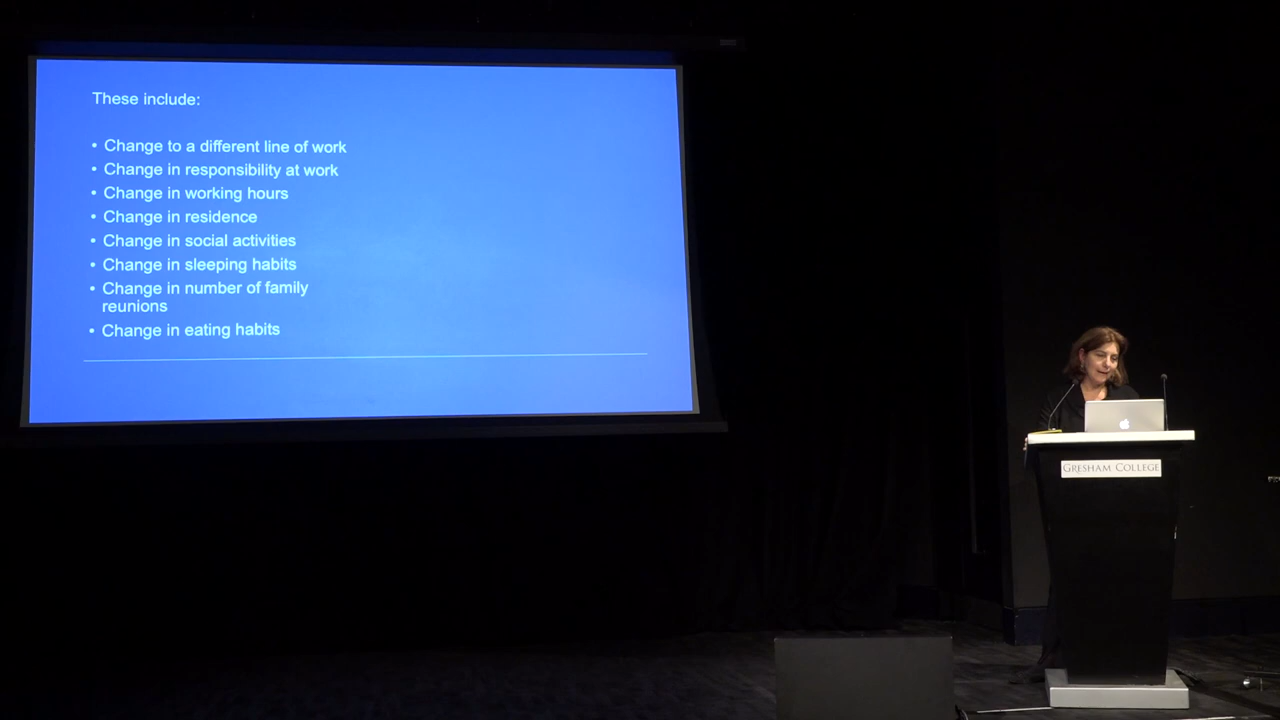 These include:
• Change to a different line of work
• Change in responsibility at work
• Change in working hours
• Change in residence
• Change in social activities
• Change in sleeping habits
• Change in number of family
reunions
• Change in eating habits
GRESHAM COLLEGE